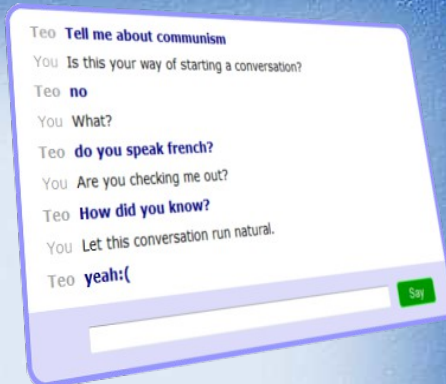 Teo Tell me about communism
You Is this your way of starting a conversation?
Teo no
You What?
Teo do you speak french?
You Are you checking me out?
Teo How did you know?
You Let this conversation run natural.
Teo yeah:(
Say